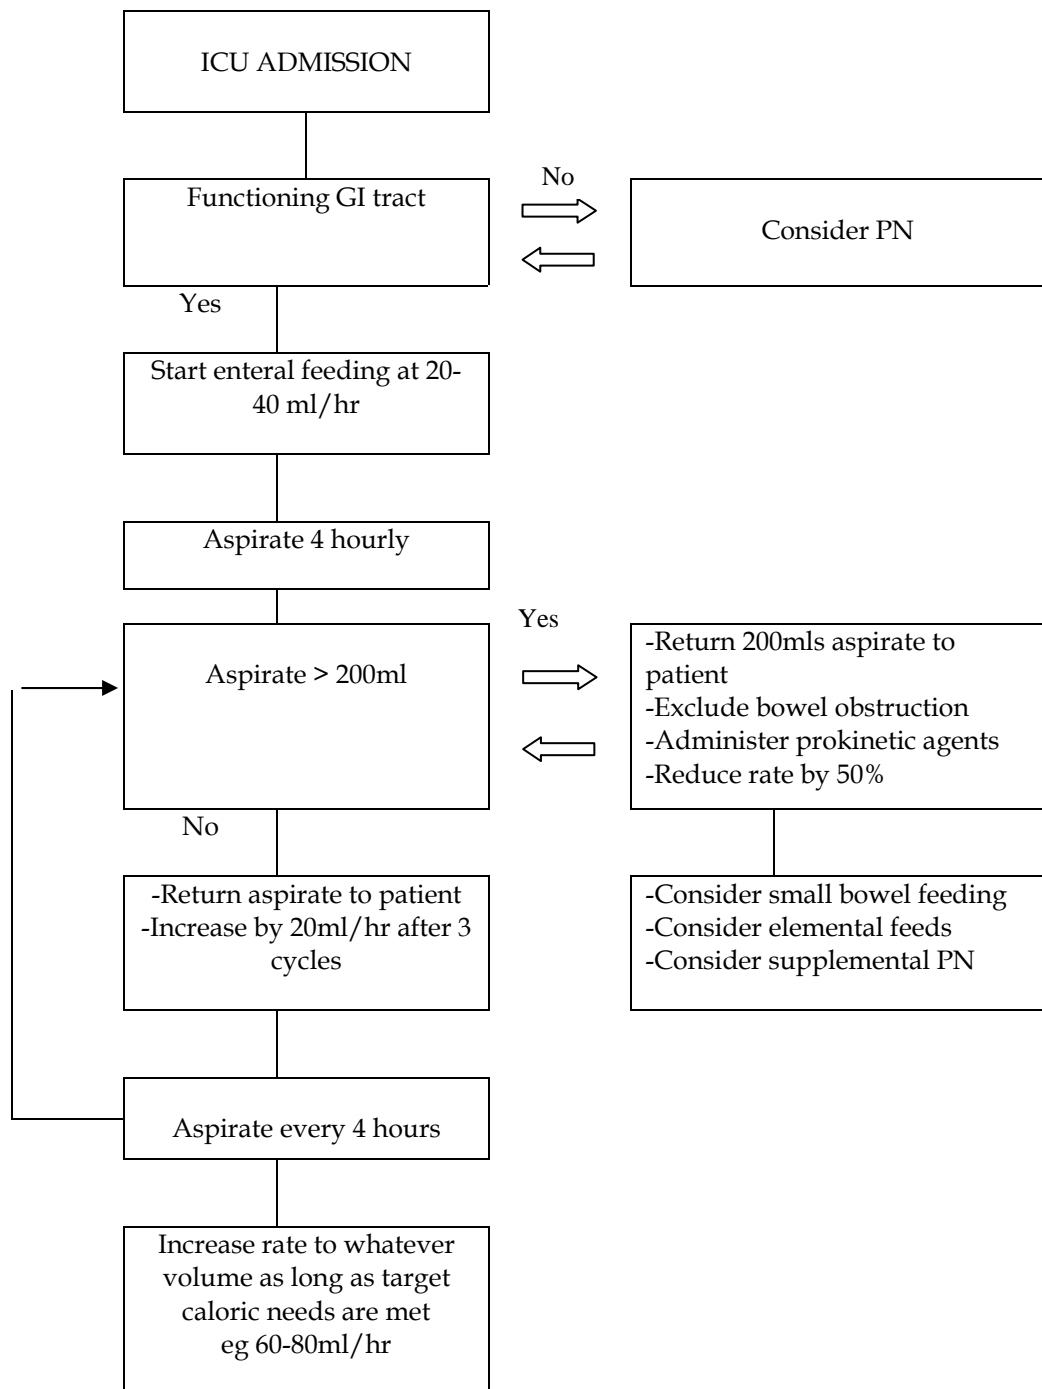 ICU ADMISSION
Functioning GI tract
No
Consider PN
Yes
Start enteral feeding at 20-
40 ml/hr
Aspirate 4 hourly
Aspirate > 200ml
Yes
-Return 200mls aspirate to
patient
-Exclude bowel obstruction
-Administer prokinetic agents
-Reduce rate by 50%
No
-Return aspirate to patient
-Increase by 20ml/hr after 3
cycles
-Consider small bowel feeding
-Consider elemental feeds
-Consider supplemental PN
Aspirate every 4 hours
Increase rate to whatever
volume as long as target
caloric needs are met
eg 60-80ml/hr